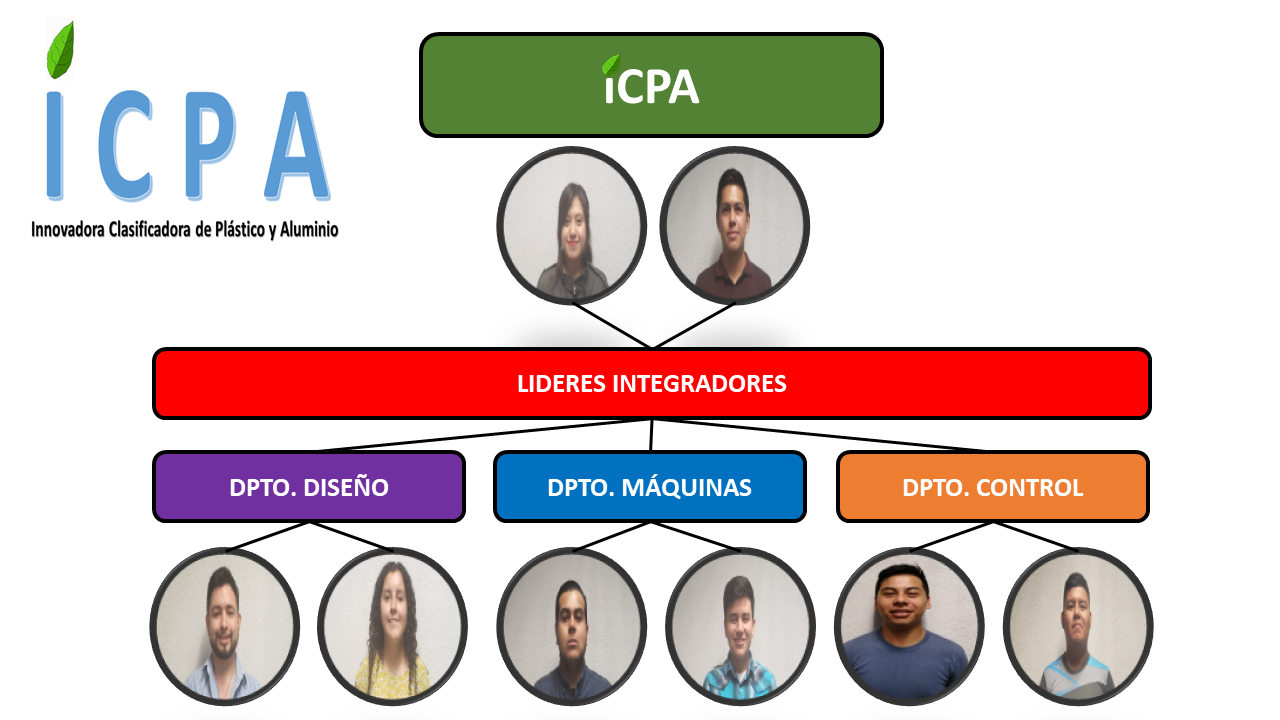 iCPA
iCPA
Innovadora Clasificadora de Plástico y Aluminio
LIDERES INTEGRADORES
DPTO. DISEÑO
DPTO. MÁQUINAS
DPTO. CONTROL